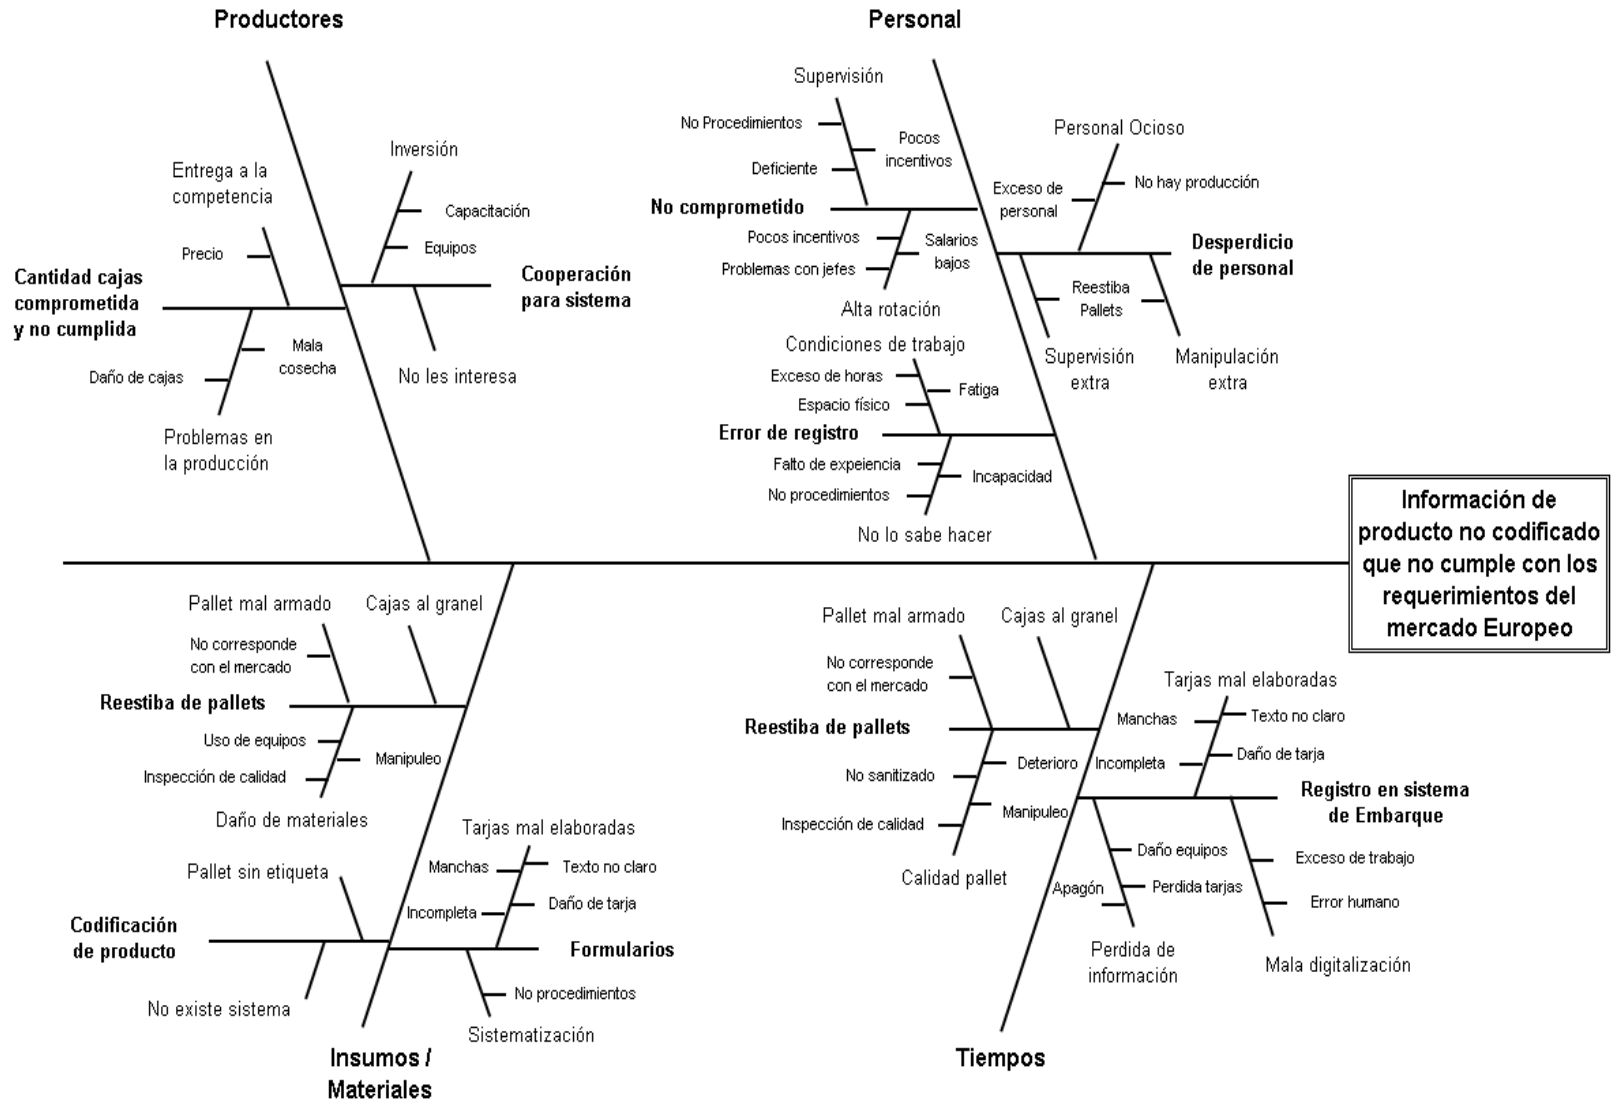 Productores
Personal
Supervisión
No Procedimientos
Pocos
incentivos
Deficiente
No comprometido
Pocos incentivos
Salarios
bajos
Problemas con jefes
Alta rotación
Personal Ocioso
Exceso de
personal
No hay producción
Desperdicio
de personal
Reestiba
Pallets
Supervisión
extra
Manipulación
extra
Condiciones de trabajo
Exceso de horas
Fatiga
Espacio físico
Error de registro
Falto de expeiencia
Incapacidad
No procedimientos
No lo sabe hacer
Inversión
Capacitación
Equipos
Cooperación
para sistema
No les interesa
Entrega a la
competencia
Precio
Cantidad cajas
comprometida
y no cumplida
Mala
cosecha
Daño de cajas
Problemas en
la producción
Información de
producto no codificado
que no cumple con los
requerimientos del
mercado Europeo
Pallet mal armado
Cajas al granel
No corresponde
con el mercado
Reestiba de pallets
Uso de equipos
Manipuleo
Inspección de calidad
Daño de materiales
Pallet sin etiqueta
Codificación
de producto
No existe sistema
Tarjas mal elaboradas
Manchas
Texto no claro
Incompleta
Daño de tarja
Formularios
No procedimientos
Sistematización
Insumos /
Materiales
Pallet mal armado
Cajas al granel
No corresponde
con el mercado
Reestiba de pallets
Deterioro
No sanitizado
Manipuleo
Inspección de calidad
Calidad pallet
Tarjas mal elaboradas
Manchas
Texto no claro
Incompleta
Daño de tarja
Registro en sistema
de Embarque
Daño equipos
Apagón
Perdida tarjas
Perdida de
información
Exceso de trabajo
Error humano
Mala digitalización
Tiempos